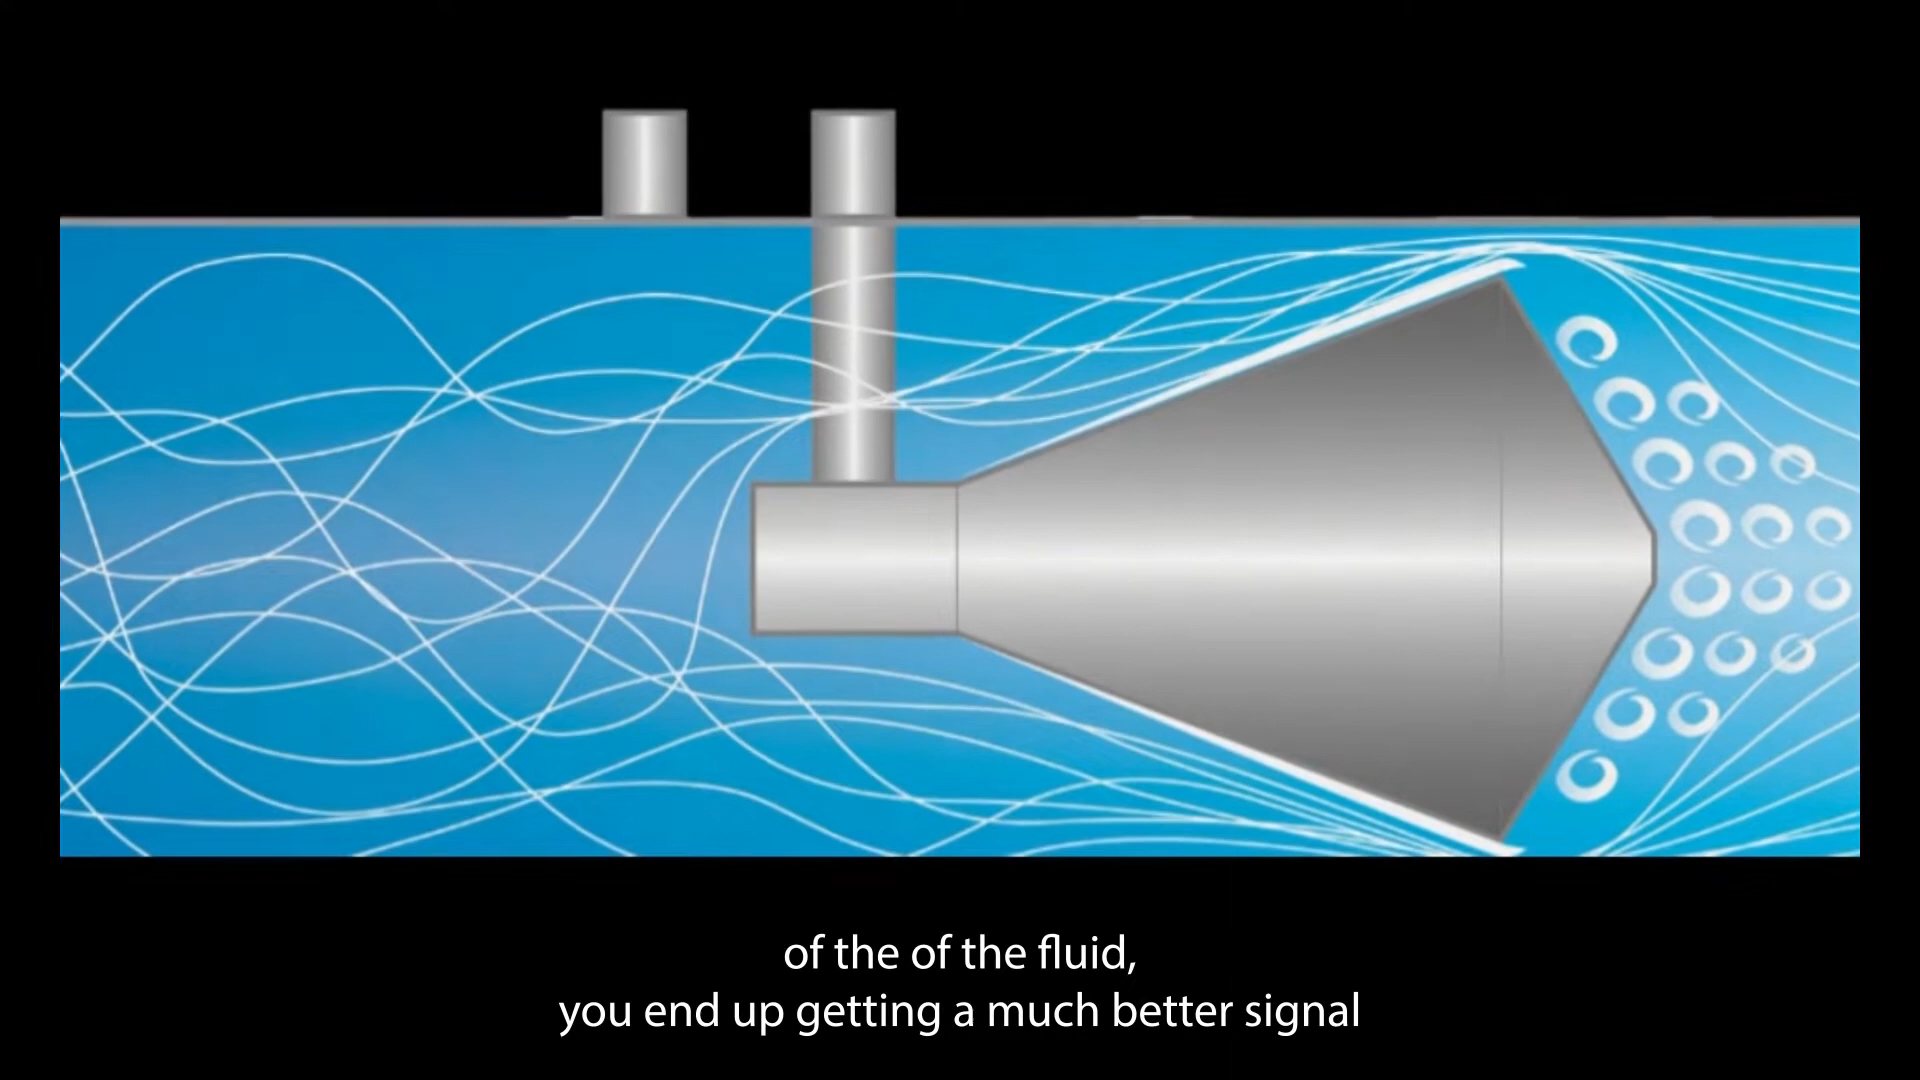 of the of the fluid,
you end up getting a much better signal